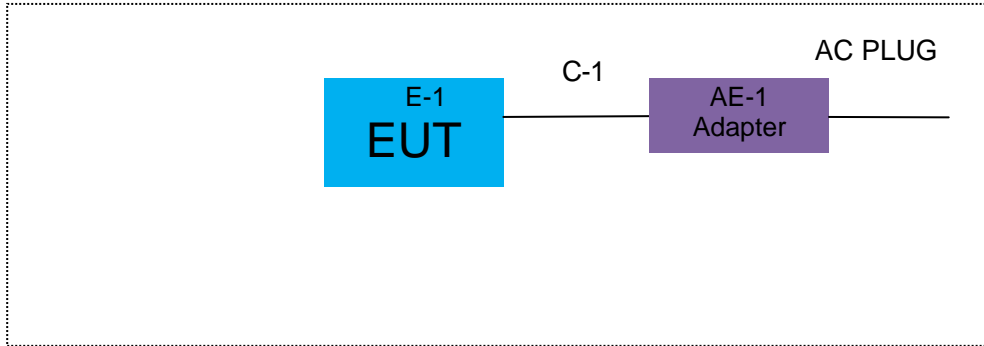 AC PLUG
C-1
E-1
EUT
AE-1
Adapter